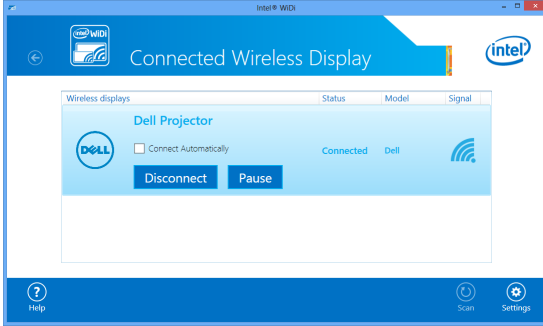 Intel® WiDi
intel WiDi
Connected Wireless Display
intel
Wireless displays Status Model Signal
Dell Projector
DELL
Connect Automatically
Connected Dell
Disconnect Pause
?
Help Scan Settings